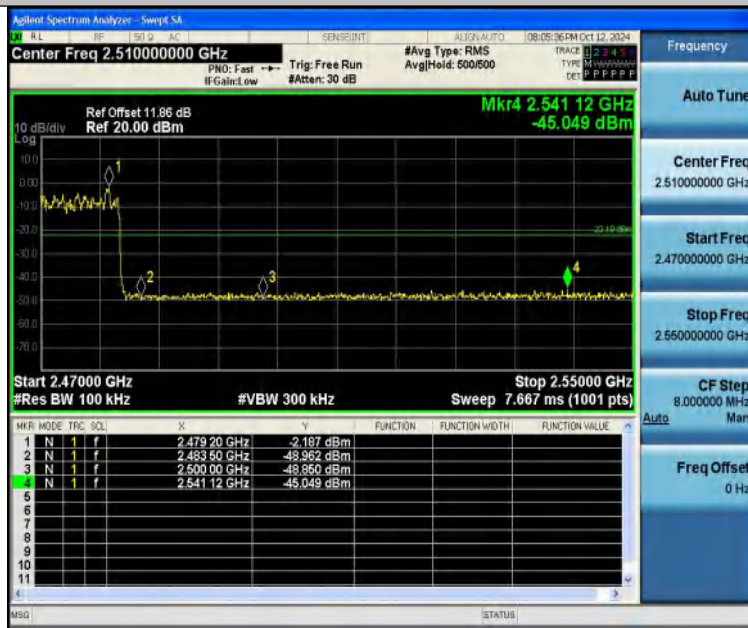 Agilent Spectrum Analyzer - Swept SA
RL RF 50 Ω AC SENSE:INT ALIGN AUTO 08:05:36 PM Oct 12, 2024
Center Freq 2.510000000 GHz
PNO: Fast
IFGain:Low
Trig: Free Run
#Atten: 30 dB
#Avg Type: RMS
Avg|Hold: 500/500
TRACE 1 2 3 4 5 6
TYPE
DET P P P P P P
Ref Offset 11.86 dB
10 dB/div Ref 20.00 dBm
Log
Mkr4 2.541 12 GHz
-45.049 dBm
10.0
0.00
-10.0
-20.0
-30.0
-40.0
-50.0
-60.0
-70.0
1
2
3
4
Start 2.47000 GHz
Stop 2.55000 GHz
#Res BW 100 kHz
#VBW 300 kHz
Sweep 7.667 ms (1001 pts)
MKR MODE TRC SCL X Y FUNCTION FUNCTION WIDTH FUNCTION VALUE
1 N 1 f 2.479 20 GHz -2.187 dBm
2 N 1 f 2.483 50 GHz -48.962 dBm
3 N 1 f 2.500 00 GHz -48.850 dBm
4 N 1 f 2.541 12 GHz -45.049 dBm
5
6
7
8
9
10
11
MSG
STATUS
Frequency
Auto Tune
Center Freq
2.510000000 GHz
Start Freq
2.470000000 GHz
Stop Freq
2.550000000 GHz
CF Step
8.000000 MHz
Auto Man
Freq Offset
0 Hz